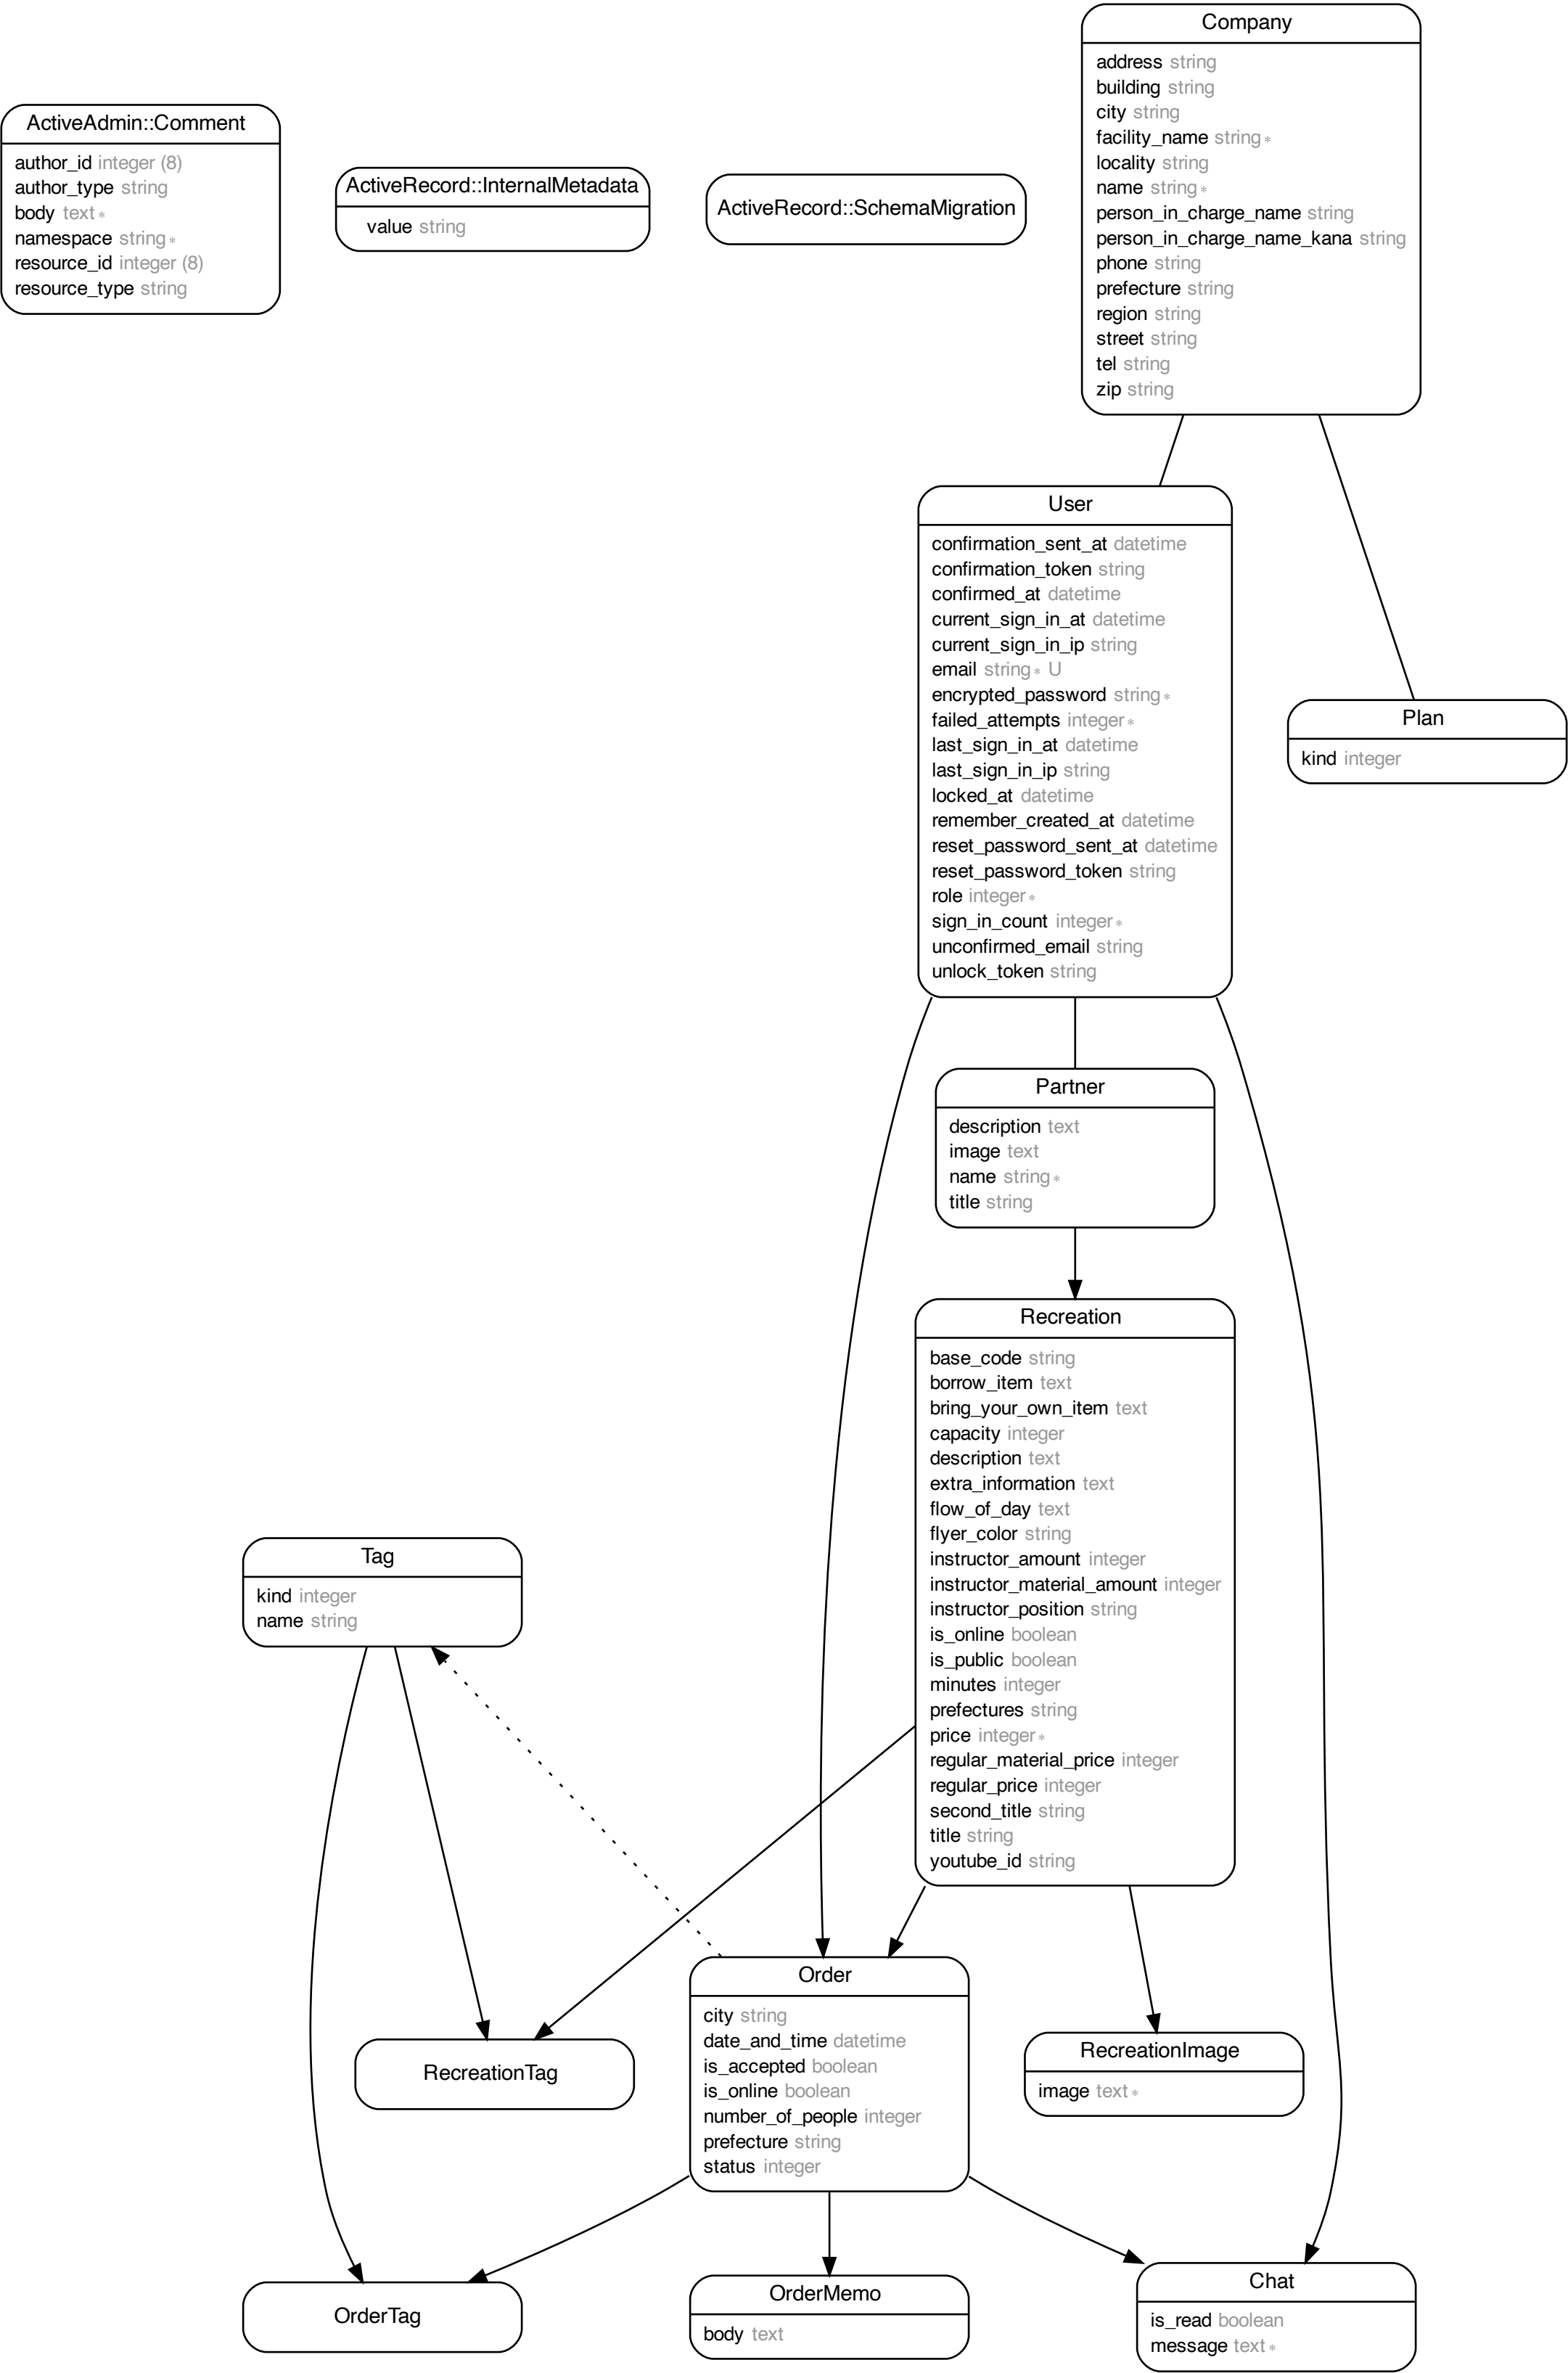 Company
address string
building string
city string
facility_name string∗
locality string
name string∗
person_in_charge_name string
person_in_charge_name_kana string
phone string
prefecture string
region string
street string
tel string
zip string
ActiveAdmin::Comment
author_id integer (8)
author_type string
body text∗
namespace string∗
resource_id integer (8)
resource_type string
ActiveRecord::InternalMetadata
value string
ActiveRecord::SchemaMigration
User
confirmation_sent_at datetime
confirmation_token string
confirmed_at datetime
current_sign_in_at datetime
current_sign_in_ip string
email string∗ U
encrypted_password string∗
failed_attempts integer∗
last_sign_in_at datetime
last_sign_in_ip string
locked_at datetime
remember_created_at datetime
reset_password_sent_at datetime
reset_password_token string
role integer∗
sign_in_count integer∗
unconfirmed_email string
unlock_token string
Plan
kind integer
Partner
description text
image text
name string∗
title string
Recreation
base_code string
borrow_item text
bring_your_own_item text
capacity integer
description text
extra_information text
flow_of_day text
flyer_color string
instructor_amount integer
instructor_material_amount integer
instructor_position string
is_online boolean
is_public boolean
minutes integer
prefectures string
price integer∗
regular_material_price integer
regular_price integer
second_title string
title string
youtube_id string
Tag
kind integer
name string
Order
city string
date_and_time datetime
is_accepted boolean
is_online boolean
number_of_people integer
prefecture string
status integer
RecreationTag
RecreationImage
image text∗
OrderTag
OrderMemo
body text
Chat
is_read boolean
message text∗